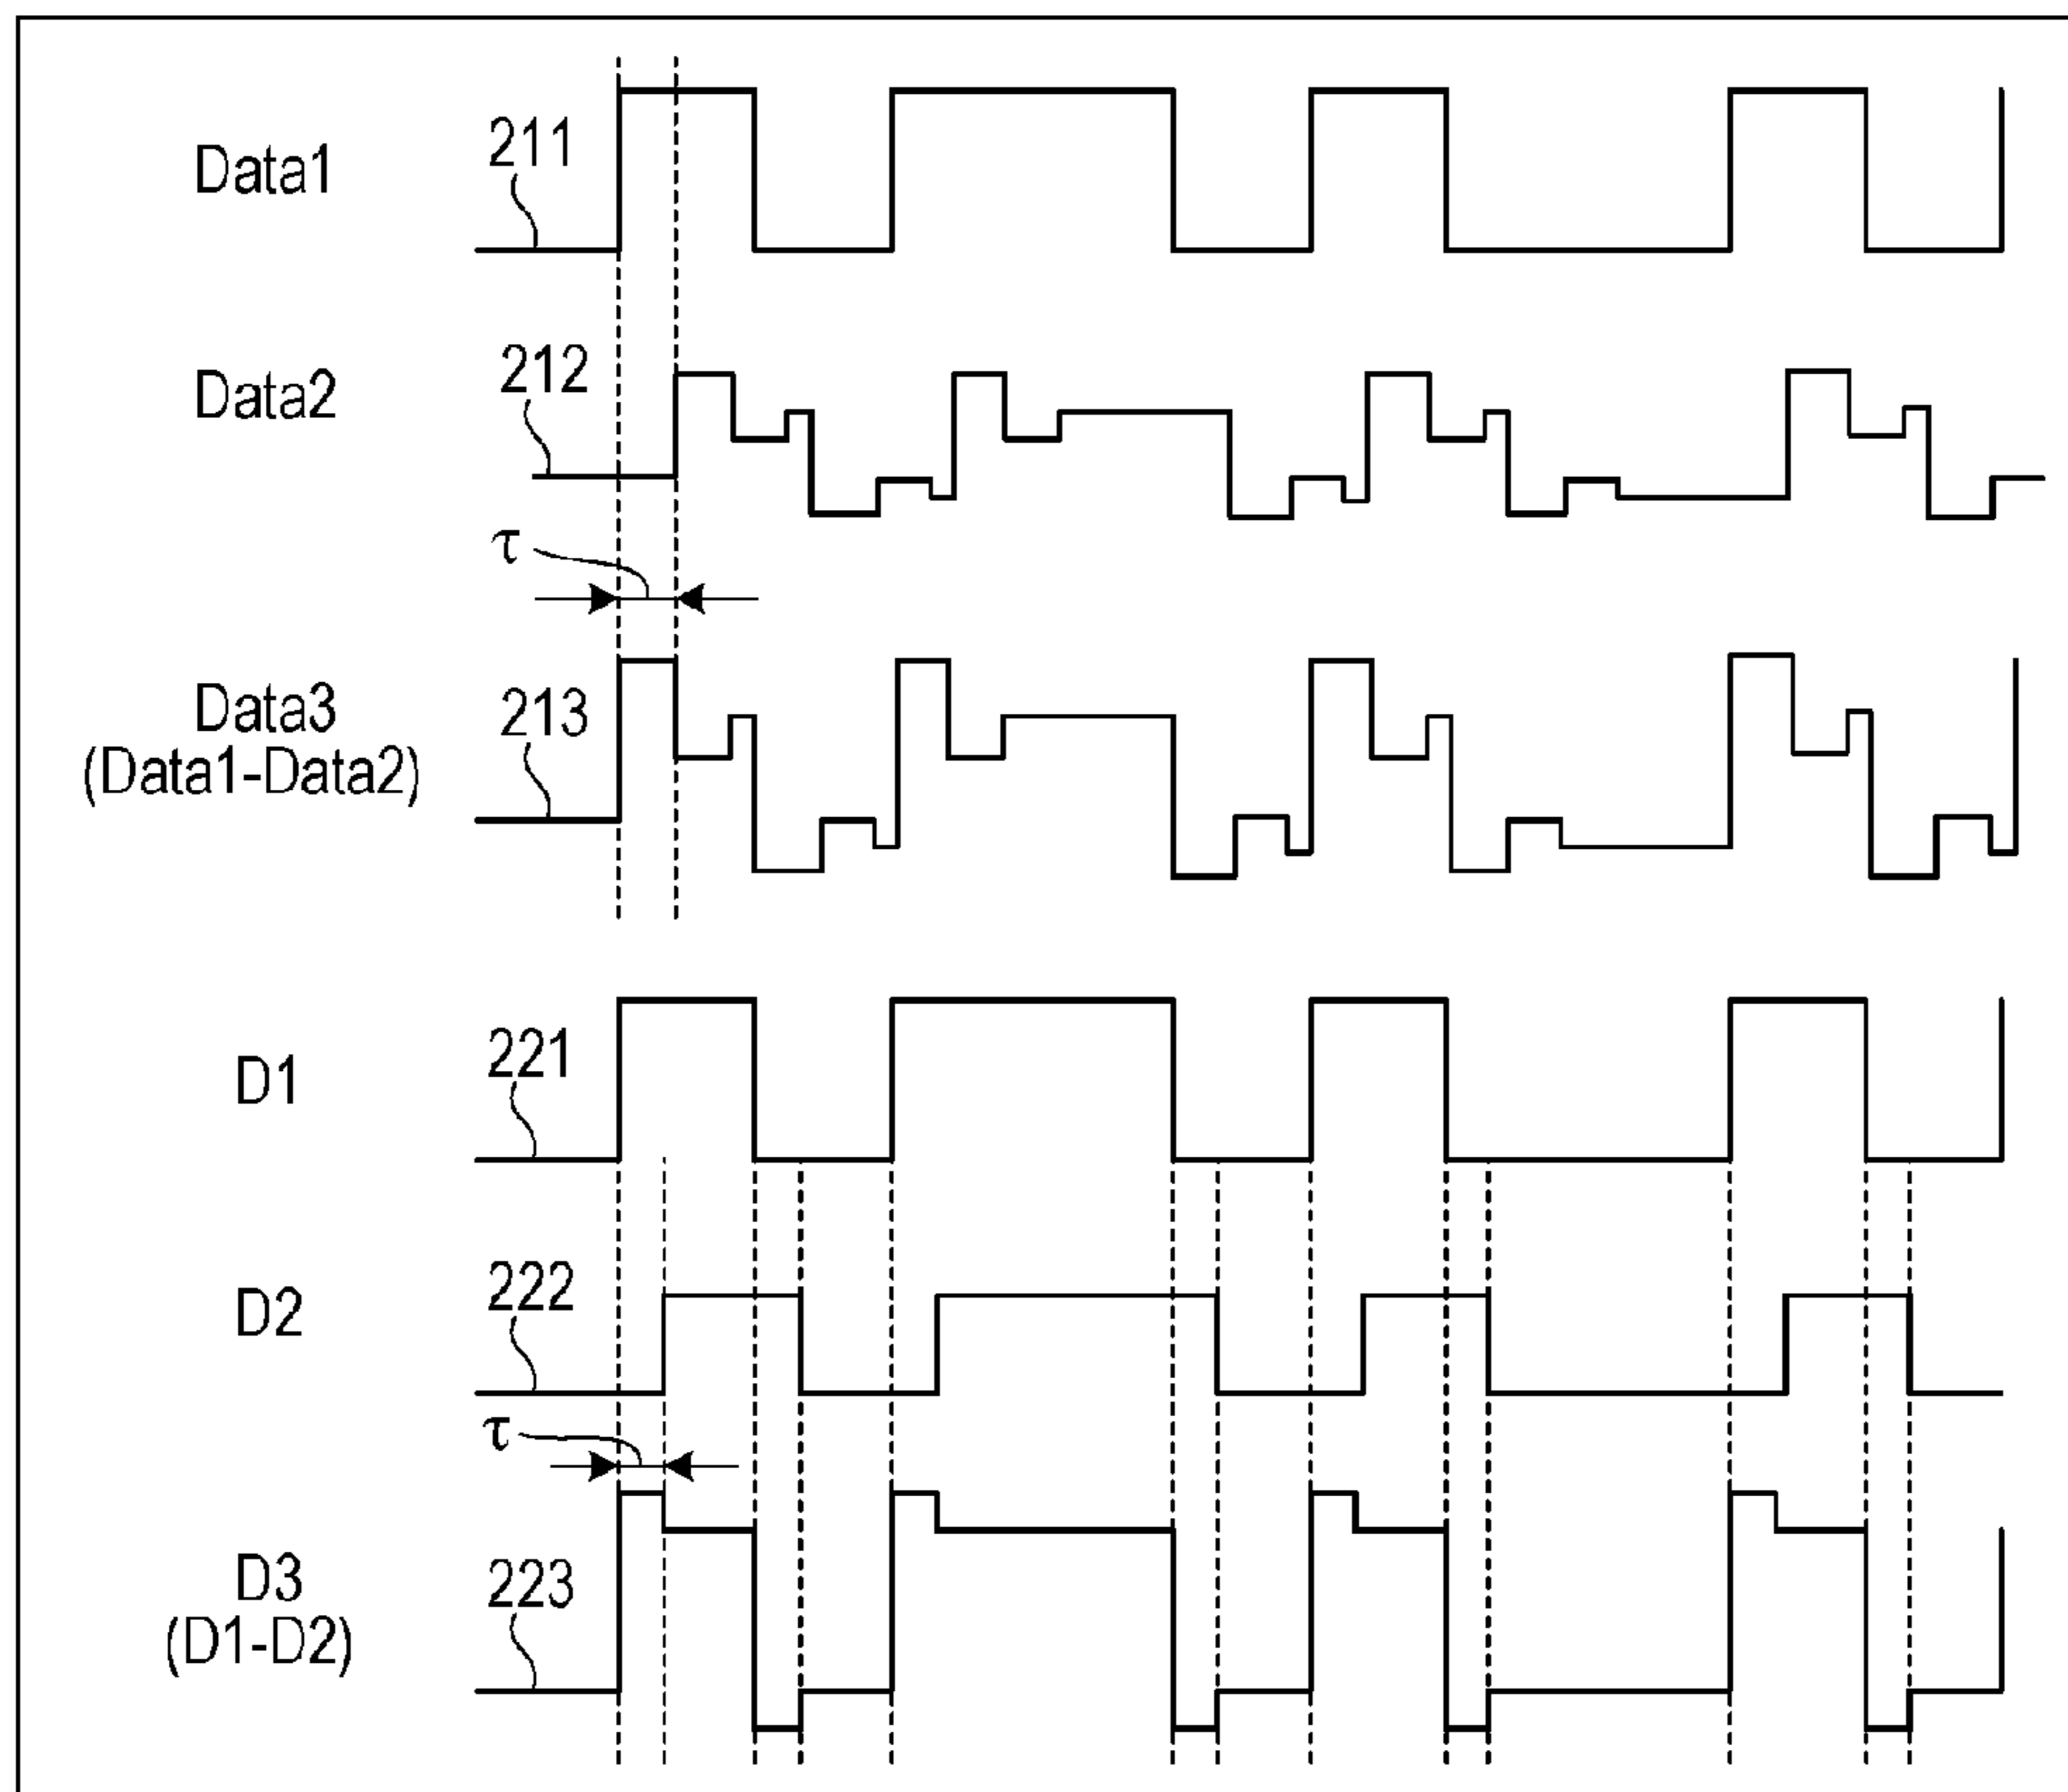 Data1
211
Data2
212
τ
Data3
(Data1-Data2)
213
D1
221
D2
222
τ
D3
(D1-D2)
223